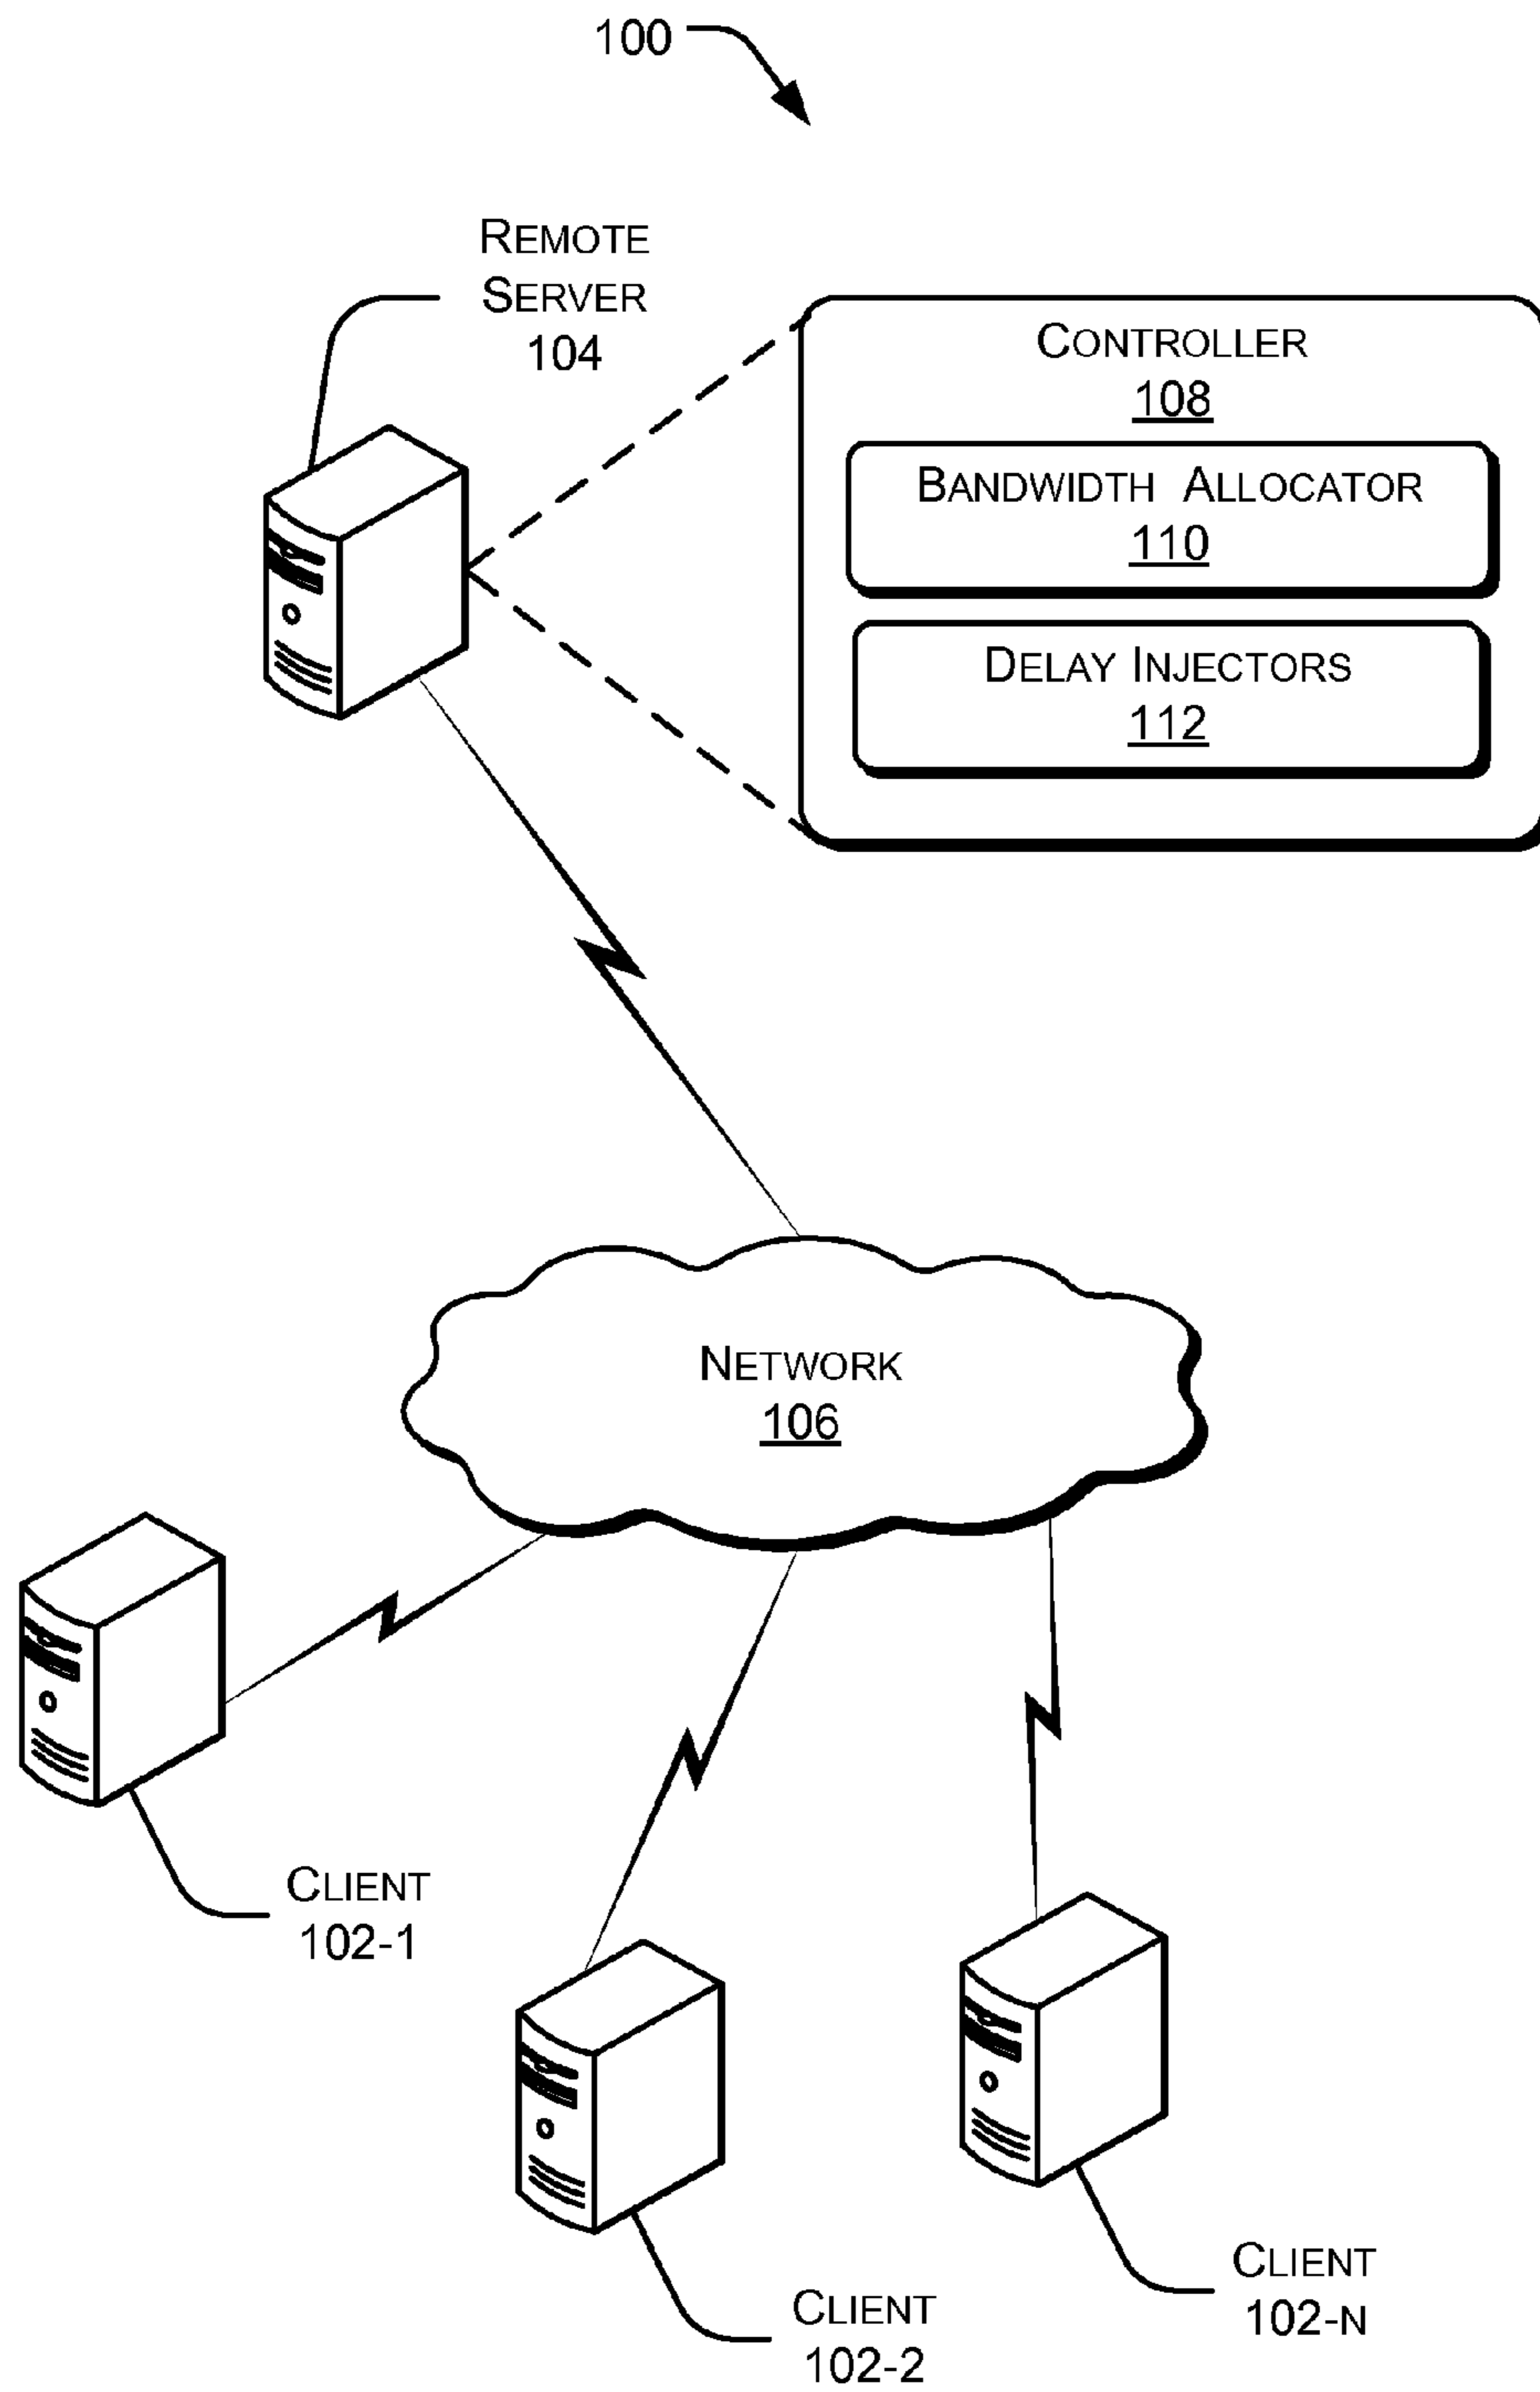 100
REMOTE
SERVER
104
CONTROLLER
108
BANDWIDTH ALLOCATOR
110
DELAY INJECTORS
112
NETWORK
106
CLIENT
102-1
CLIENT
102-2
CLIENT
102-N